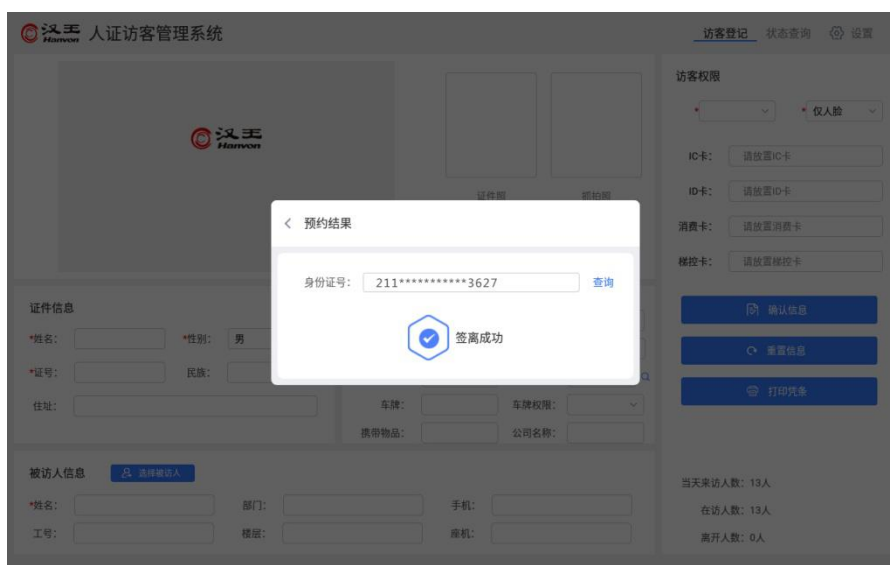 汉王 Hanvon 人证访客管理系统 访客登记 状态查询 设置
访客权限
* * 仅人脸
汉王
Hanvon
IC卡: 请放置IC卡
证件照 抓拍照 ID卡: 请放置ID卡
预约结果 消费卡: 请放置消费卡
梯控卡: 请放置梯控卡
身份证号: 211***********3627 查询
证件信息 确认信息
签离成功
*姓名: *性别: 男
重置信息
*证号: 民族:
打印凭条
住址: 车牌: 车牌权限:
携带物品: 公司名称:
被访人信息 选择被访人
当天来访人数: 13人
*姓名: 部门: 手机:
在访人数: 13人
工号: 楼层: 座机:
离开人数: 0人